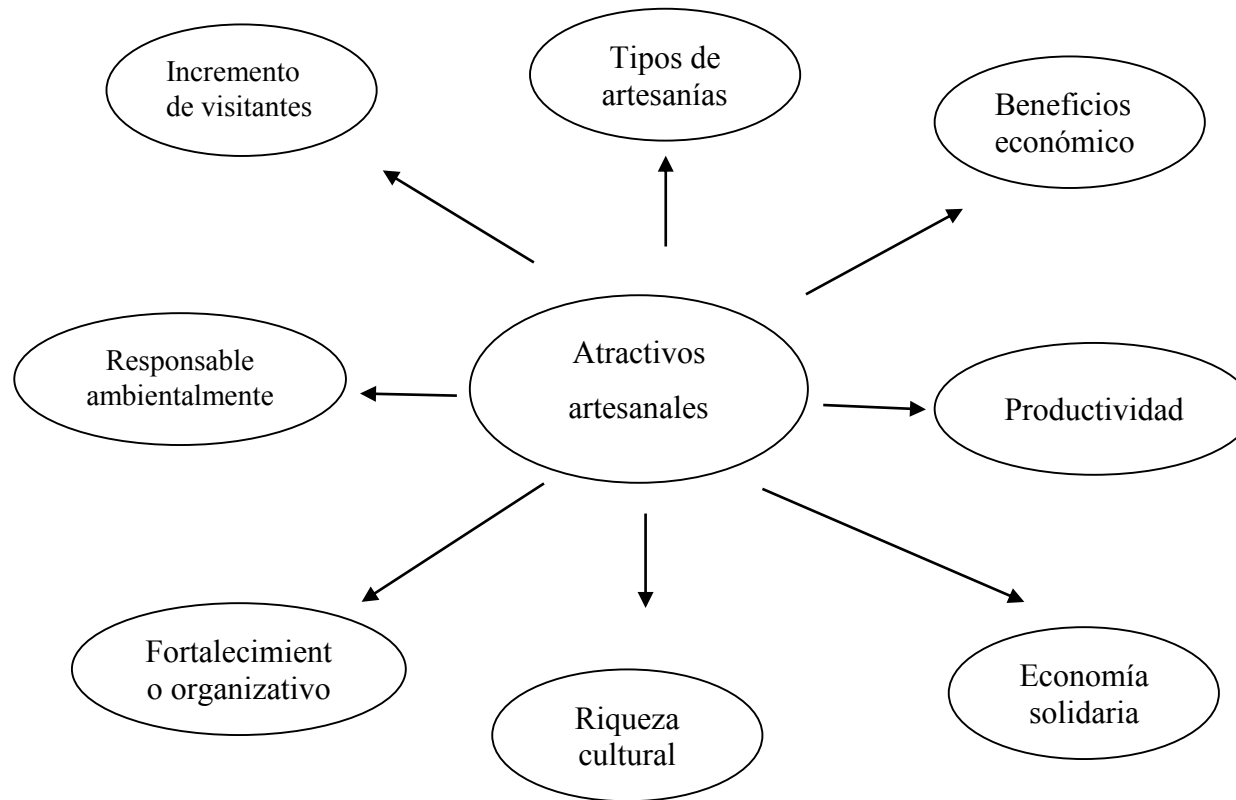 Incremento
de visitantes
Tipos de
artesanías
Beneficios
económico
Responsable
ambientalmente
Atractivos
artesanales
Productividad
Fortalecimient
o organizativo
Riqueza
cultural
Economía
solidaria